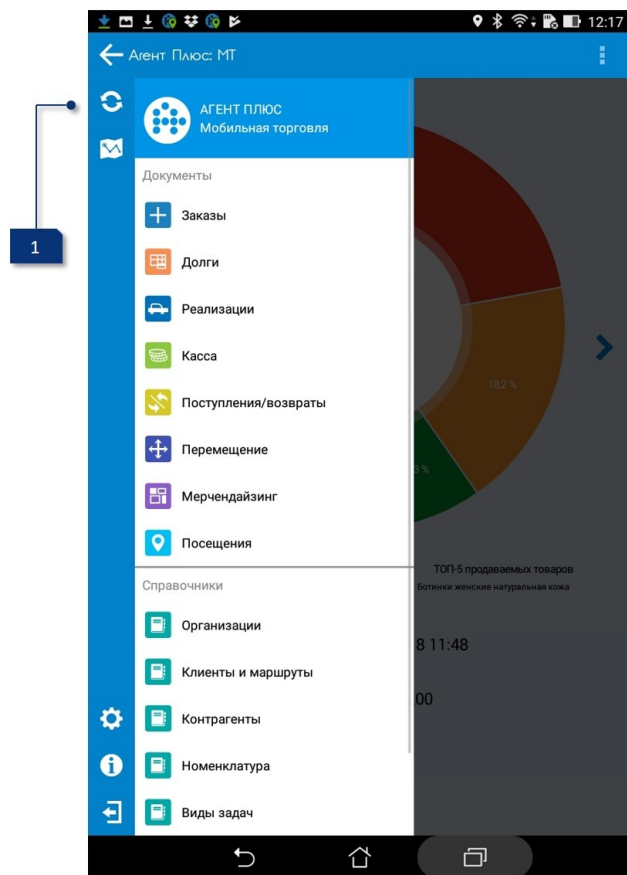 12:17
Агент Плюс: МТ
АГЕНТ ПЛЮС
Мобильная торговля
1
Документы
Заказы
Долги
Реализации
Касса
Поступления/возвраты
Перемещение
Мерчендайзинг
Посещения
Справочники
Организации
Клиенты и маршруты
Контрагенты
Номенклатура
Виды задач
18,2 %
3 %
ТОП-5 продаваемых товаров
Ботинки женские натуральная кожа
8 11:48
00